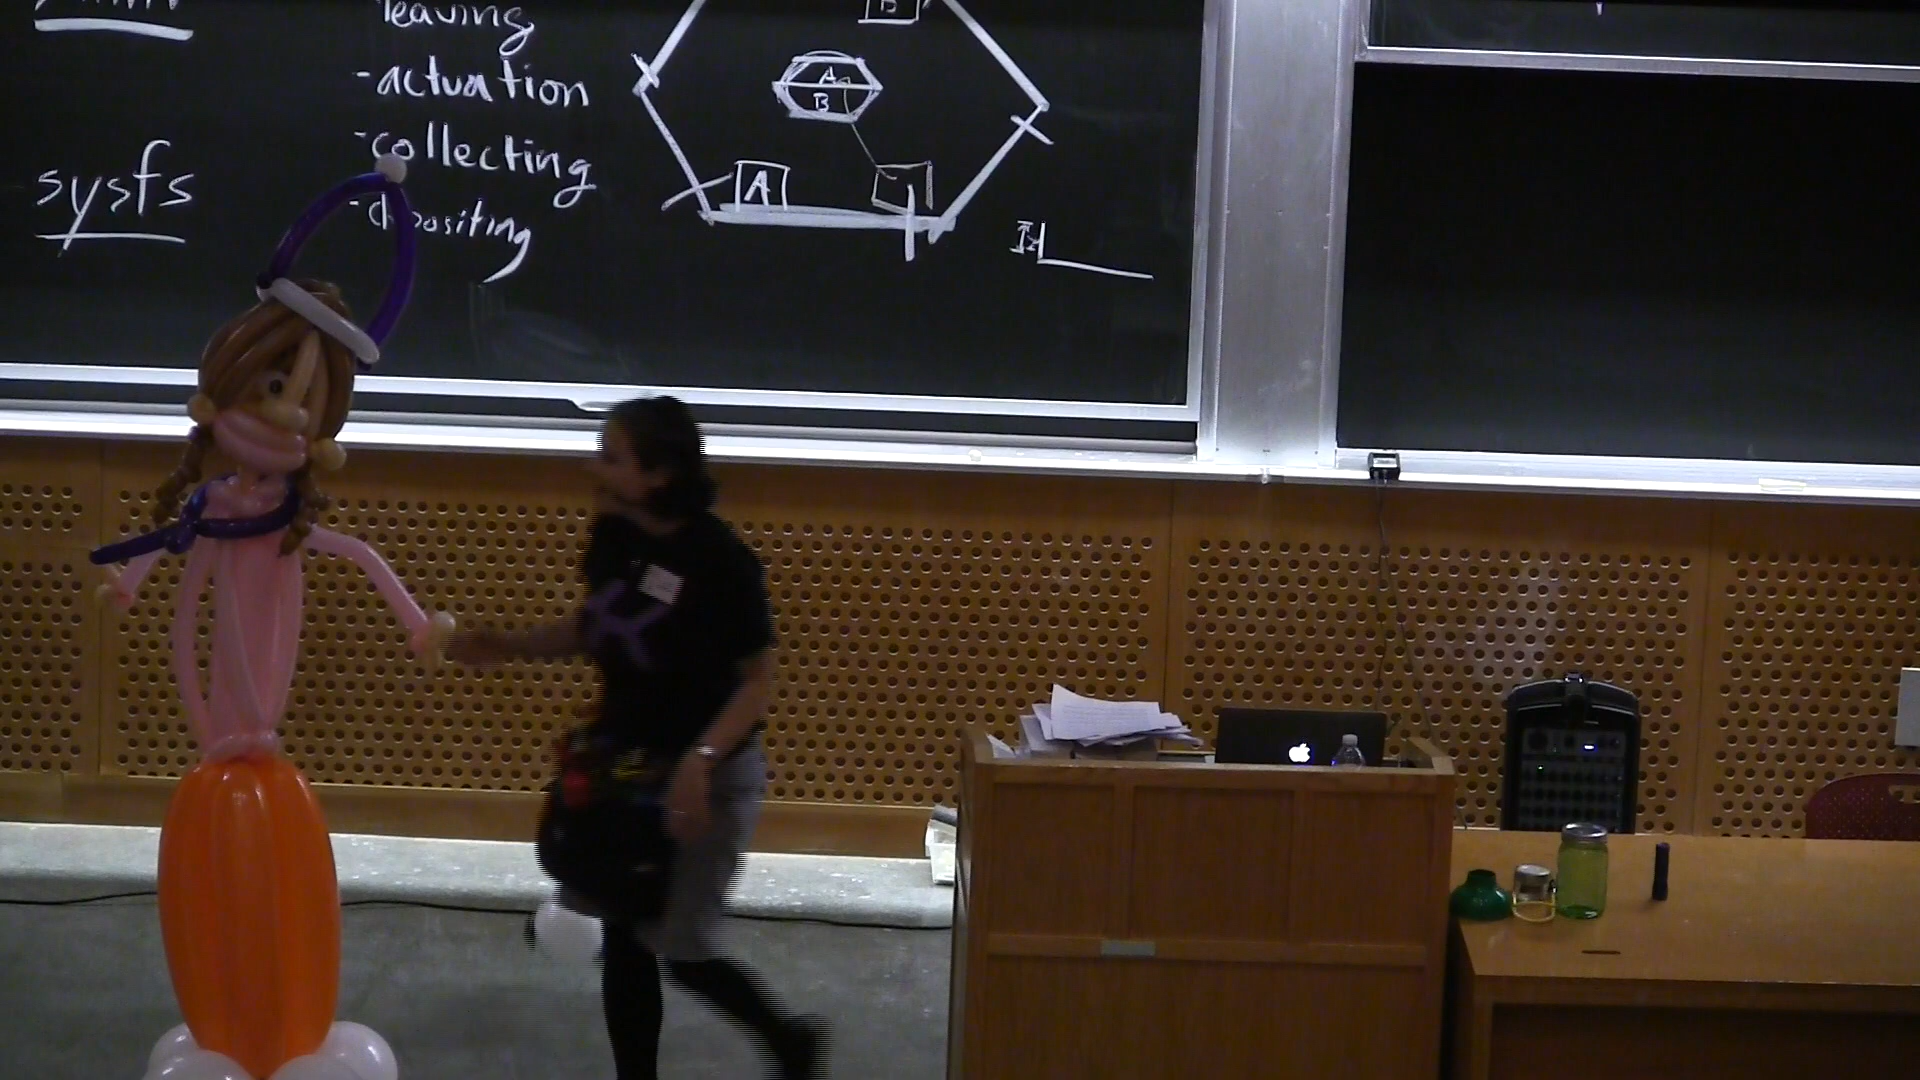 leaving
-actuation
-collecting
sysfs
B
A
B
A